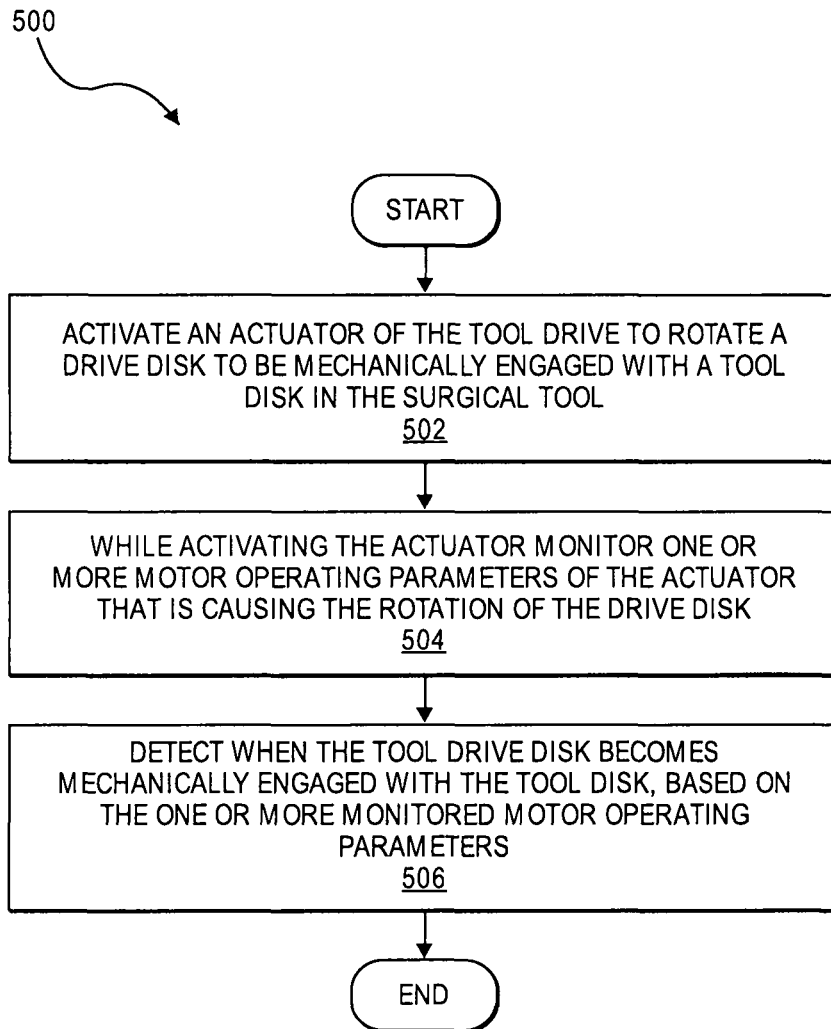 500
START
ACTIVATE AN ACTUATOR OF THE TOOL DRIVE TO ROTATE A
DRIVE DISK TO BE MECHANICALLY ENGAGED WITH A TOOL
DISK IN THE SURGICAL TOOL
502
WHILE ACTIVATING THE ACTUATOR MONITOR ONE OR
MORE MOTOR OPERATING PARAMETERS OF THE ACTUATOR
THAT IS CAUSING THE ROTATION OF THE DRIVE DISK
504
DETECT WHEN THE TOOL DRIVE DISK BECOMES
MECHANICALLY ENGAGED WITH THE TOOL DISK, BASED ON
THE ONE OR MORE MONITORED MOTOR OPERATING
PARAMETERS
506
END